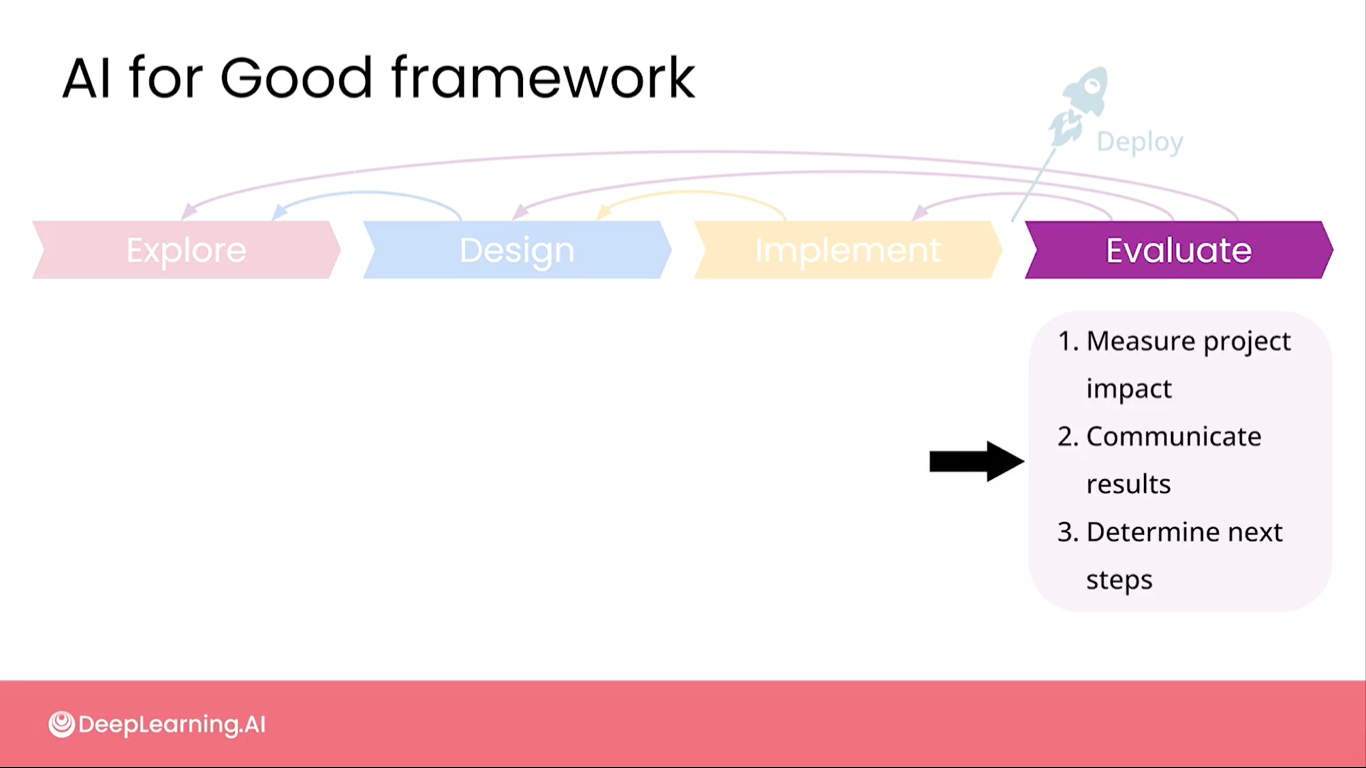 AI for Good framework
Deploy
Explore
Design
Implement
Evaluate
1. Measure project
impact
2. Communicate
results
3. Determine next
steps
DeepLearning.AI